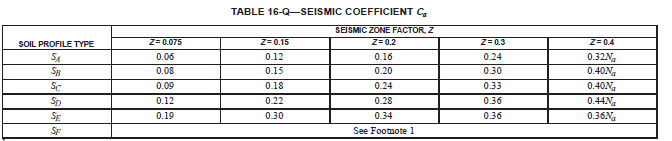 TABLE 16-Q—SEISMIC COEFFICIENT Ca
SEISMIC ZONE FACTOR, Z
SOIL PROFILE TYPE Z = 0.075 Z = 0.15 Z = 0.2 Z = 0.3 Z = 0.4
SA 0.06 0.12 0.16 0.24 0.32Na
SB 0.08 0.15 0.20 0.30 0.40Na
SC 0.09 0.18 0.24 0.33 0.40Na
SD 0.12 0.22 0.28 0.36 0.44Na
SE 0.19 0.30 0.34 0.36 0.36Na
SF See Footnote 1